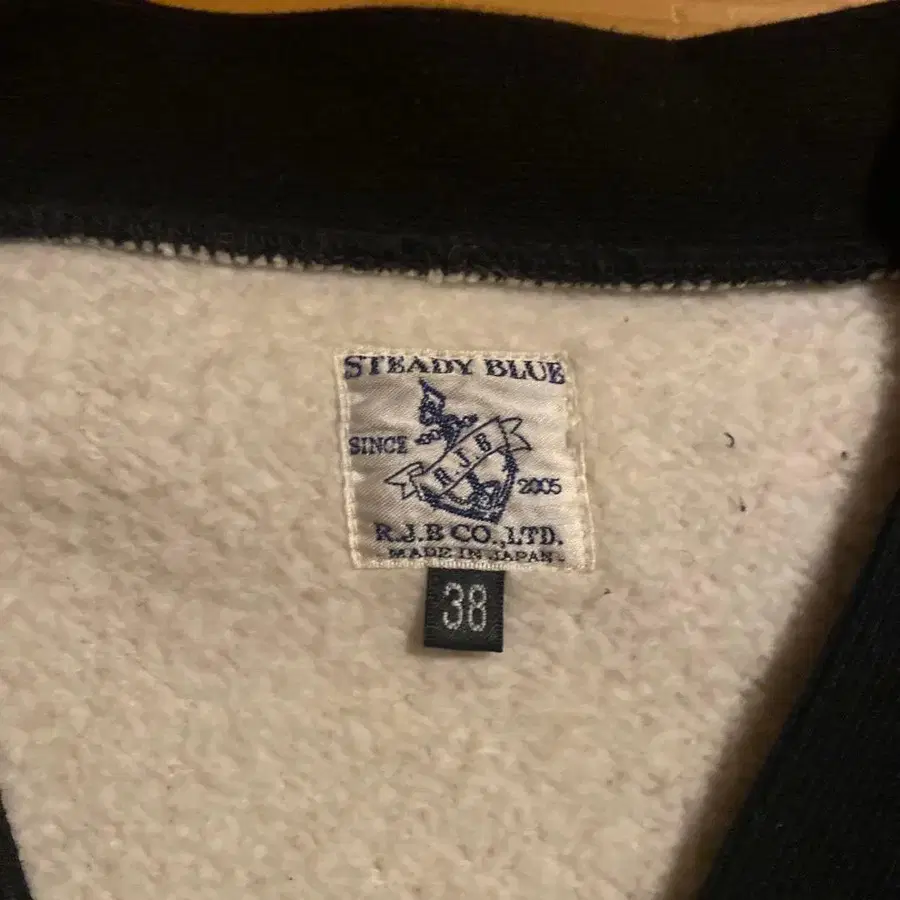 STEADY BLUE
SINCE
R.J.B
2005
R.J.B CO.,LTD.
MADE IN JAPAN
38